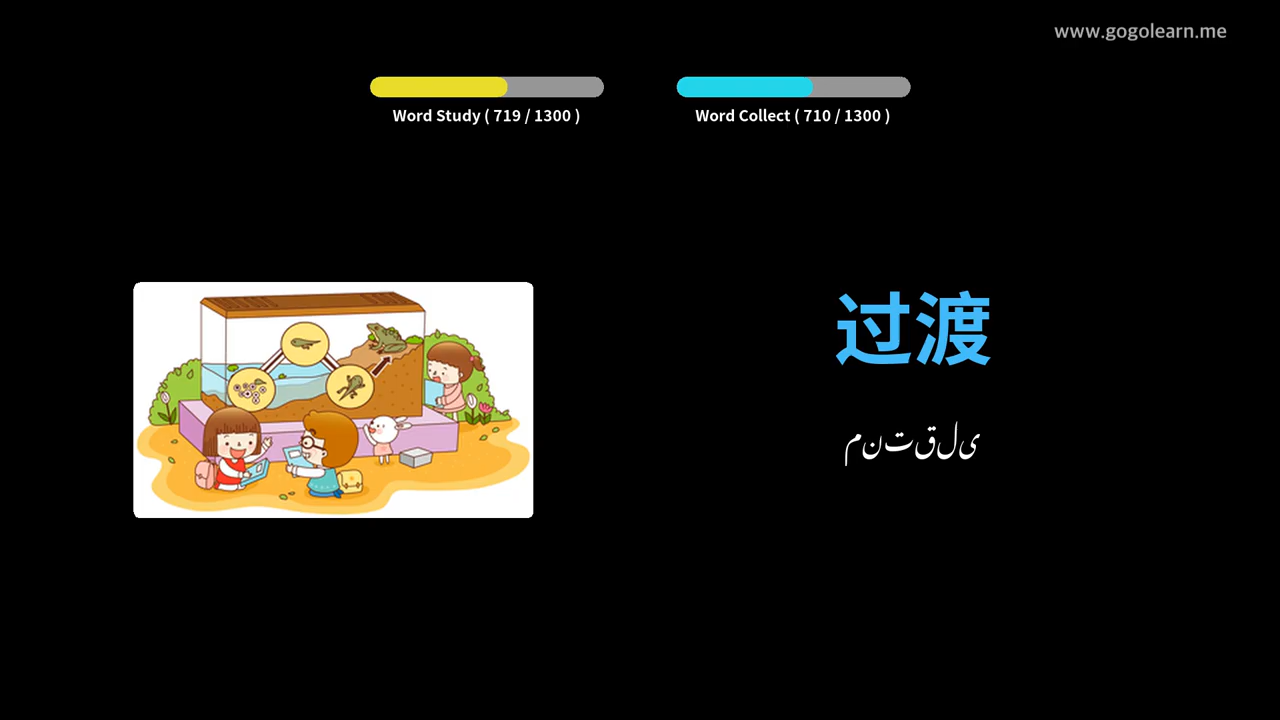 www.gogolearn.me
Word Study ( 719 / 1300 )
Word Collect ( 710 / 1300 )
过渡
منتقلی